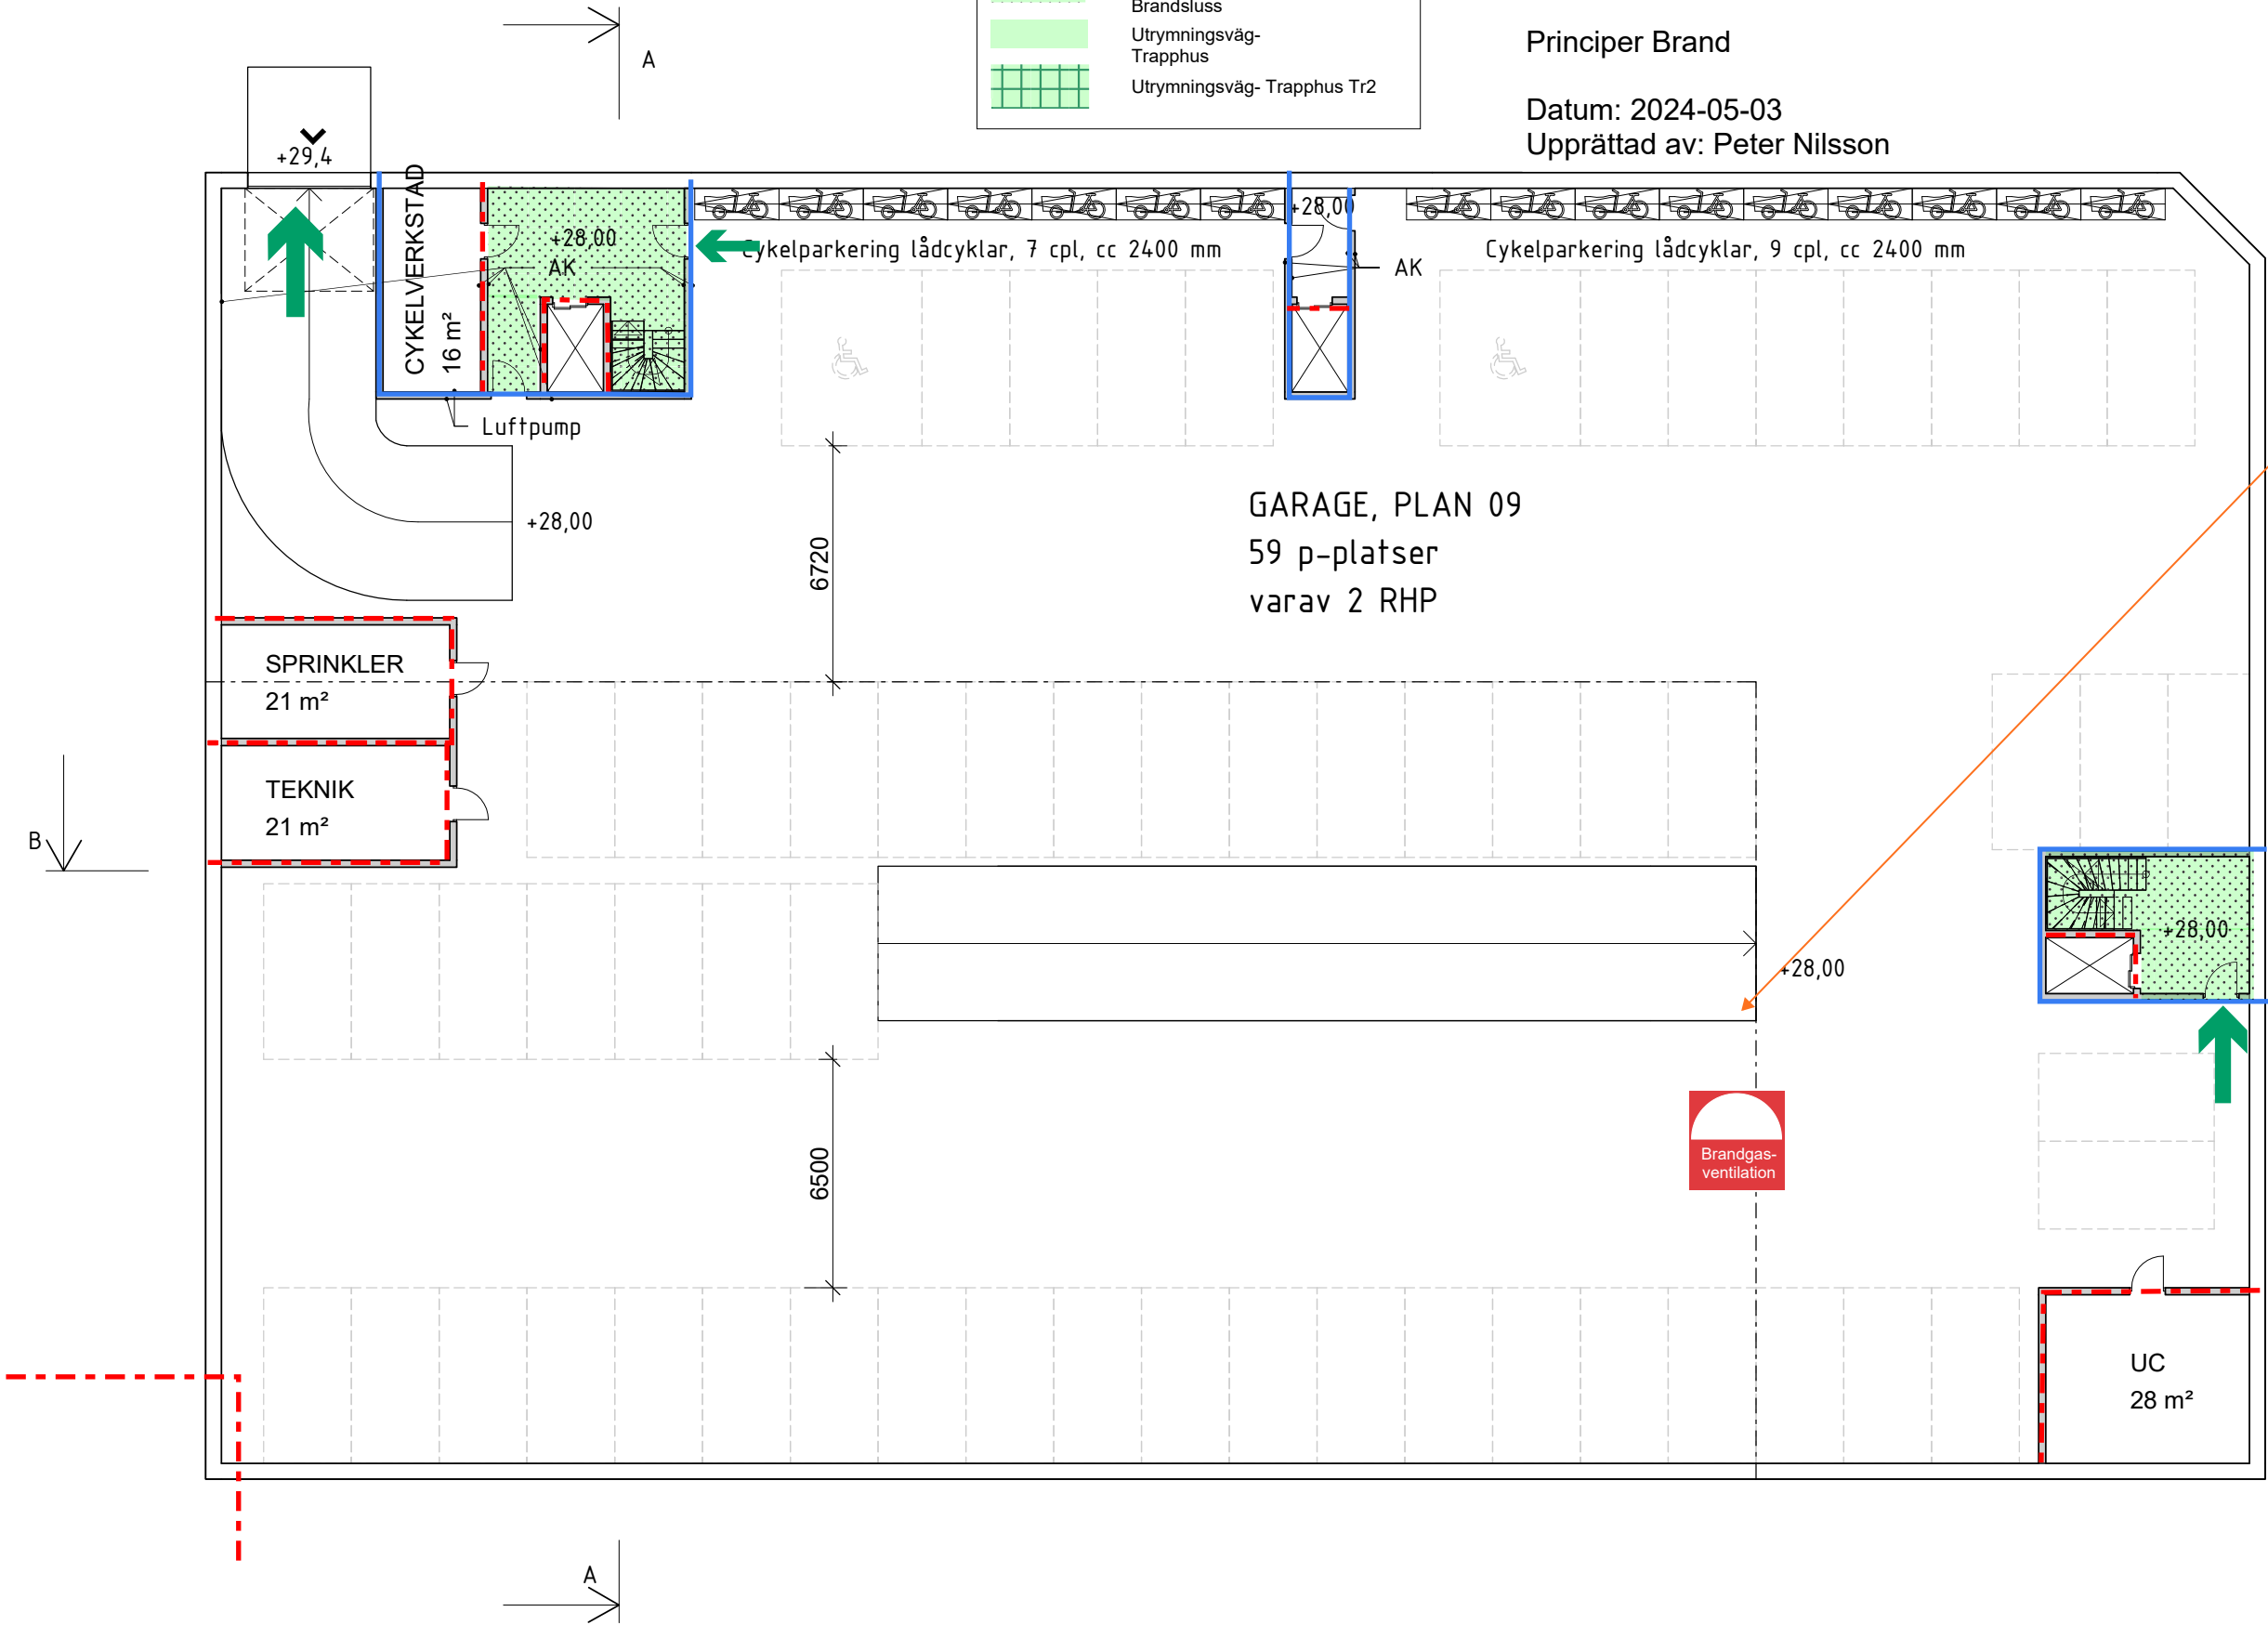 Brandsluss
Utrymningsväg-
Trapphus
Utrymningsväg- Trapphus Tr2
Principer Brand
Datum: 2024-05-03
Upprättad av: Peter Nilsson
A
+29,4
CYKELVERKSTAD
16 m²
+28,00
AK
Luftpump
Cykelparkering lådcyklar, 7 cpl, cc 2400 mm
+28,00
AK
Cykelparkering lådcyklar, 9 cpl, cc 2400 mm
+28,00
6720
GARAGE, PLAN 09
59 p-platser
varav 2 RHP
SPRINKLER
21 m²
TEKNIK
21 m²
B
+28,00
+28,00
6500
Brandgas-
ventilation
UC
28 m²
A